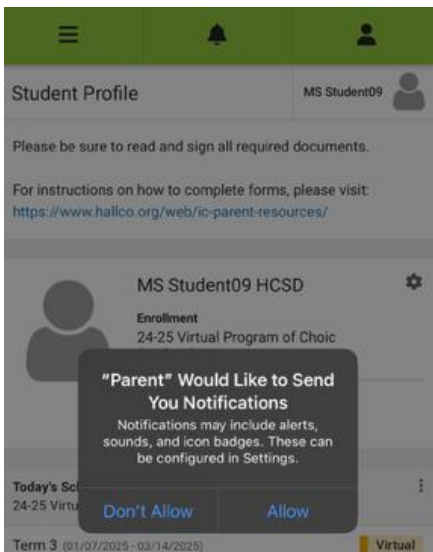 Student Profile
MS Student09
Please be sure to read and sign all required documents.
For instructions on how to complete forms, please visit:
https://www.hallco.org/web/ic-parent-resources/
MS Student09 HCSD
Enrollment
24-25 Virtual Program of Choic
"Parent" Would Like to Send
You Notifications
Notifications may include alerts,
sounds, and icon badges. These can
be configured in Settings.
Don't Allow
Allow
Today's Sc
24-25 Virtu
Term 3 (01/07/2025 - 03/14/2025)
Virtual